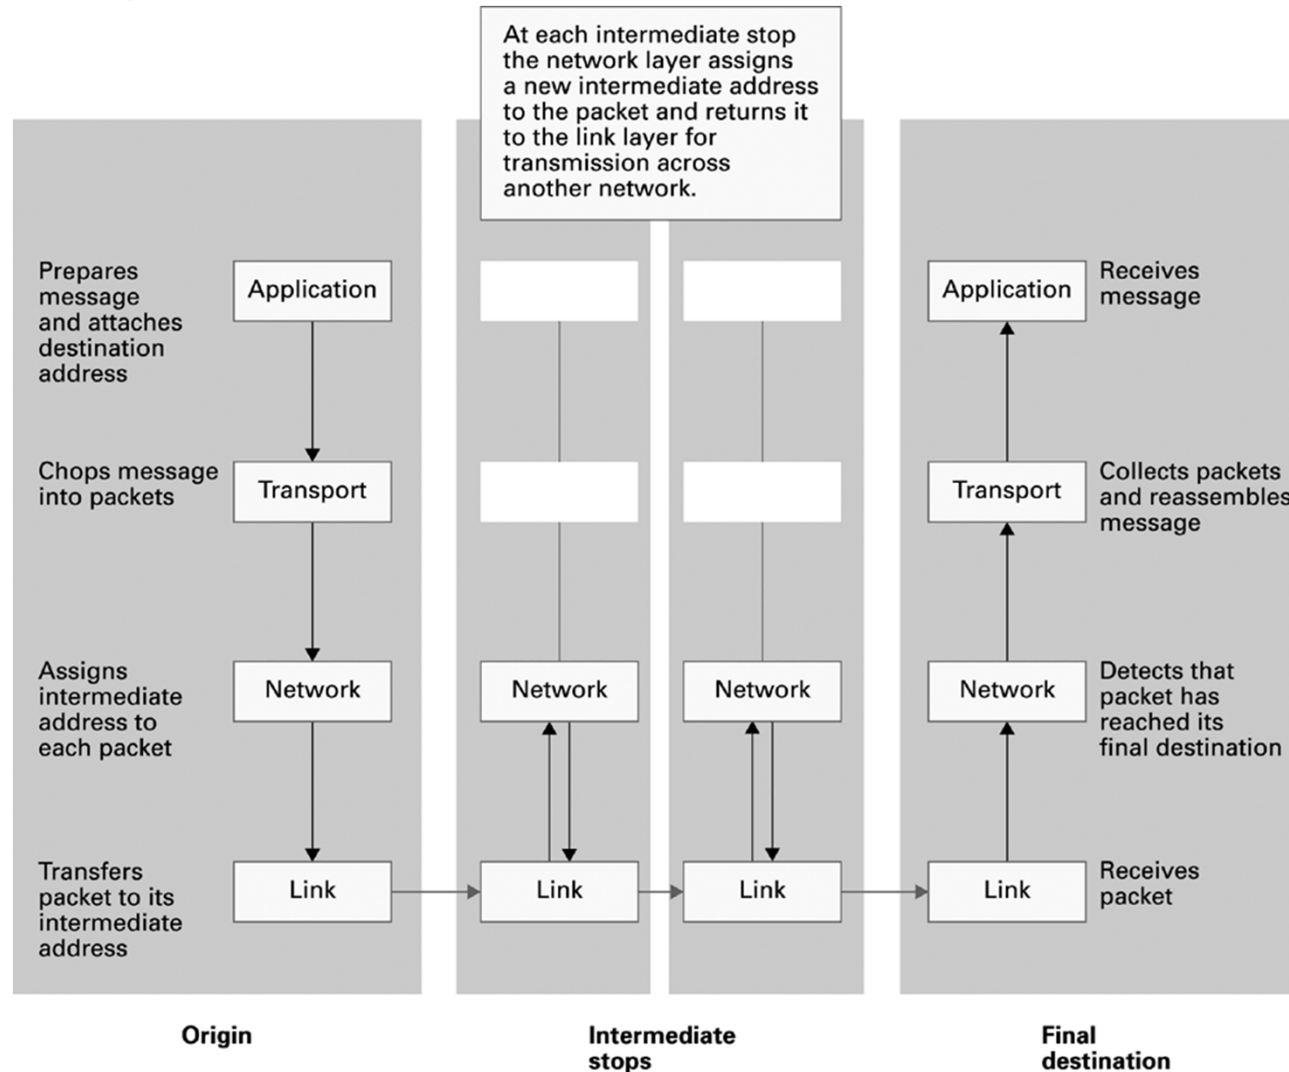 At each intermediate stop
the network layer assigns
a new intermediate address
to the packet and returns it
to the link layer for
transmission across
another network.
Prepares
message
and attaches
destination
address
Application
Application
Receives
message
Chops message
into packets
Transport
Transport
Collects packets
and reassembles
message
Assigns
intermediate
address to
each packet
Network
Network
Network
Network
Detects that
packet has
reached its
final destination
Transfers
packet to its
intermediate
address
Link
Link
Link
Link
Receives
packet
Origin
Intermediate
stops
Final
destination